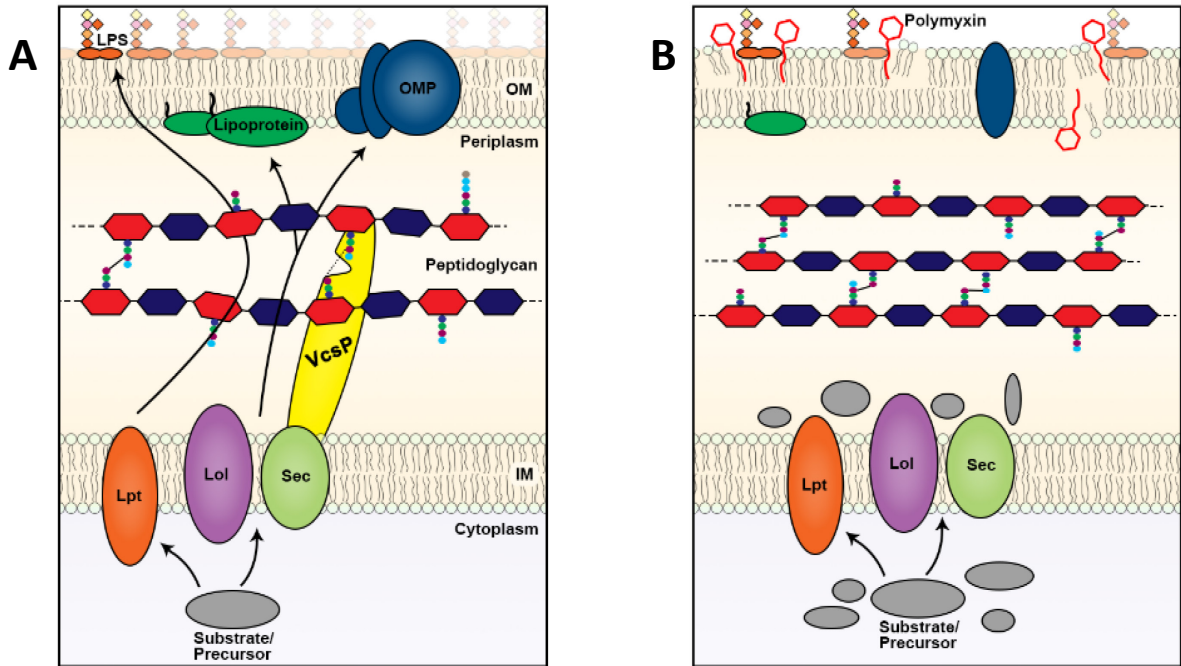 A
LPS
OMP
OM
Lipoprotein
Periplasm
Peptidoglycan
VcsP
Lpt
Lol
Sec
IM
Cytoplasm
Substrate/
Precursor
B
Polymyxin
Lpt
Lol
Sec
Substrate/
Precursor